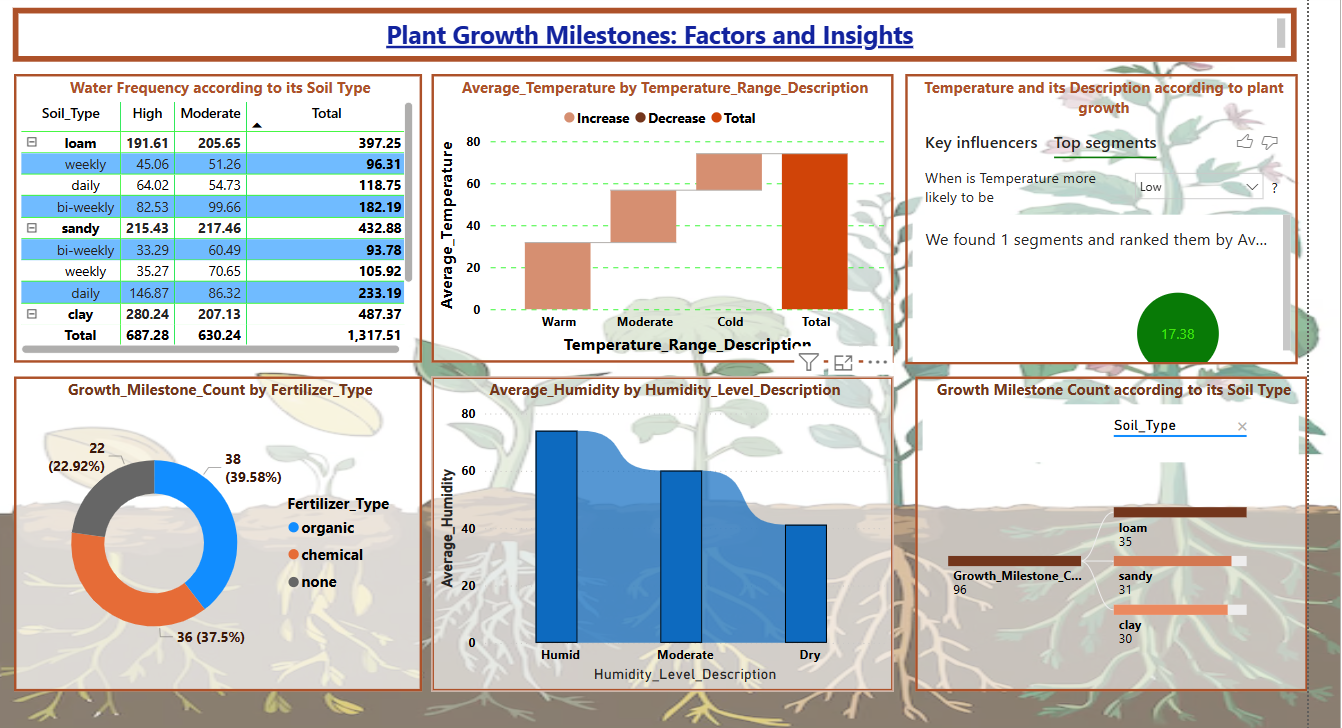 Plant Growth Milestones: Factors and Insights
Water Frequency according to its Soil Type
Soil_Type High Moderate Total
loam 191.61 205.65 397.25
weekly 45.06 51.26 96.31
daily 64.02 54.73 118.75
bi-weekly 82.53 99.66 182.19
sandy 215.43 217.46 432.88
bi-weekly 33.29 60.49 93.78
weekly 35.27 70.65 105.92
daily 146.87 86.32 233.19
clay 280.24 207.13 487.37
Total 687.28 630.24 1,317.51
Average_Temperature by Temperature_Range_Description
Increase Decrease Total
Average_Temperature
80
60
40
20
0
Warm Moderate Cold Total
Temperature_Range_Description
Temperature and its Description according to plant
growth
Key influencers Top segments
When is Temperature more
likely to be
Low
?
We found 1 segments and ranked them by Av...
17.38
Growth_Milestone_Count by Fertilizer_Type
22
(22.92%)
38
(39.58%)
36 (37.5%)
Fertilizer_Type
organic
chemical
none
Average_Humidity by Humidity_Level_Description
Average_Humidity
80
60
40
20
0
Humid Moderate Dry
Humidity_Level_Description
Growth Milestone Count according to its Soil Type
Soil_Type
Growth_Milestone_C...
96
loam
35
sandy
31
clay
30